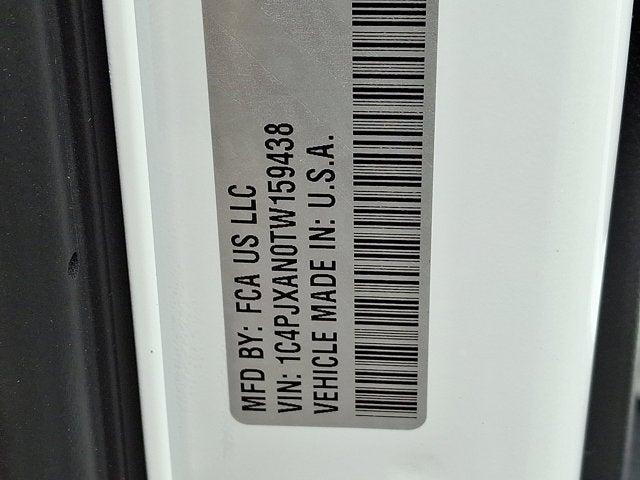 MFD BY: FCA US LLC
VIN: 1C4PJXAN0TW159438
VEHICLE MADE IN: U.S.A.